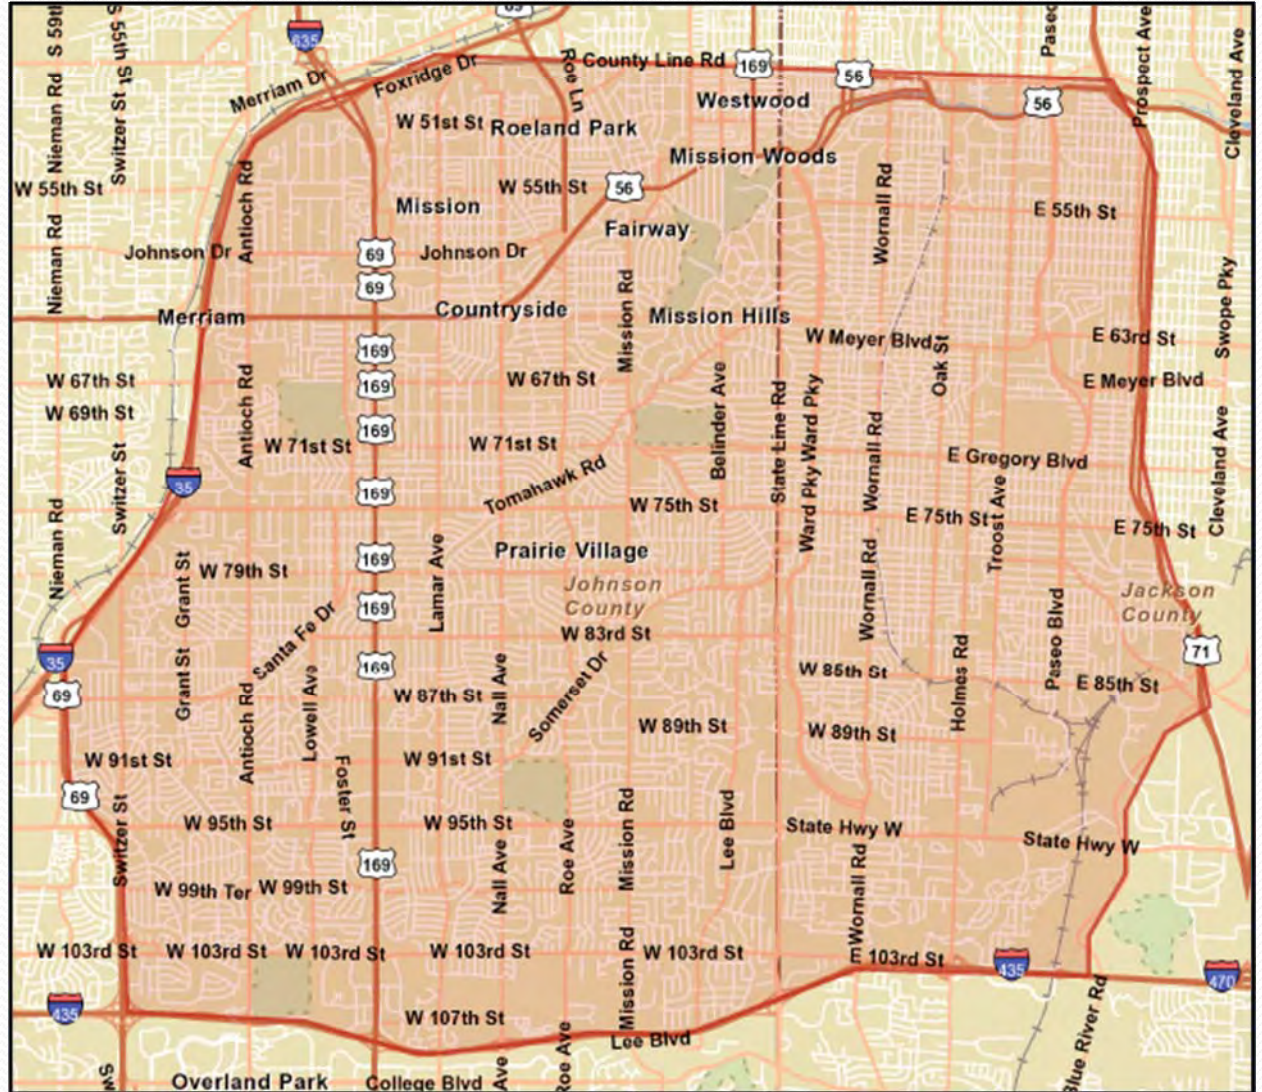 69
S 59th
S 55th St
Paseo
Prospect Ave
Cleveland Ave
635
Roe Ln
County Line Rd
169
56
Merriam Dr
Foxridge Dr
Nieman Rd
Switzer St
Westwood
56
W 51st St
Roeland Park
Mission Woods
W 55th St
W 55th St
56
Antioch Rd
Wornall Rd
Mission
E 55th St
Fairway
Nieman Rd
Johnson Dr
69
Johnson Dr
69
Swope Pky
Merriam
Countryside
Mission Rd
Mission Hills
W Meyer Blvd
Oak St
E 63rd St
169
W 67th St
169
W 67th St
E Meyer Blvd
W 69th St
Antioch Rd
Belinder Ave
State Line Rd
Ward Pky
Ward Pky
Wornall Rd
Cleveland Ave
169
W 71st St
W 71st St
Switzer St
E Gregory Blvd
35
169
Tomahawk Rd
W 75th St
Troost Ave
E 75th St
E 75th St
Nieman Rd
169
Prairie Village
W 79th St
Grant St
Lamar Ave
Johnson
County
Wornall Rd
Jackson
County
169
Santa Fe Dr
W 83rd St
Paseo Blvd
Holmes Rd
71
35
169
69
Grant St
Antioch Rd
Lowell Ave
W 87th St
Nall Ave
Somerset Dr
W 85th St
E 85th St
W 89th St
W 89th St
W 91st St
W 91st St
69
Foster St
Switzer St
W 95th St
W 95th St
Mission Rd
Lee Blvd
State Hwy W
State Hwy W
169
Nall Ave
Roe Ave
Wornall Rd
W 99th Ter
W 99th St
W 103rd St
W 103rd St
W 103rd St
W 103rd St
Mission Rd
W 103rd St
E 103rd St
435
470
435
W 107th St
Lee Blvd
Blue River Rd
Roe Ave
Ave
SW
Overland Park
College Blvd